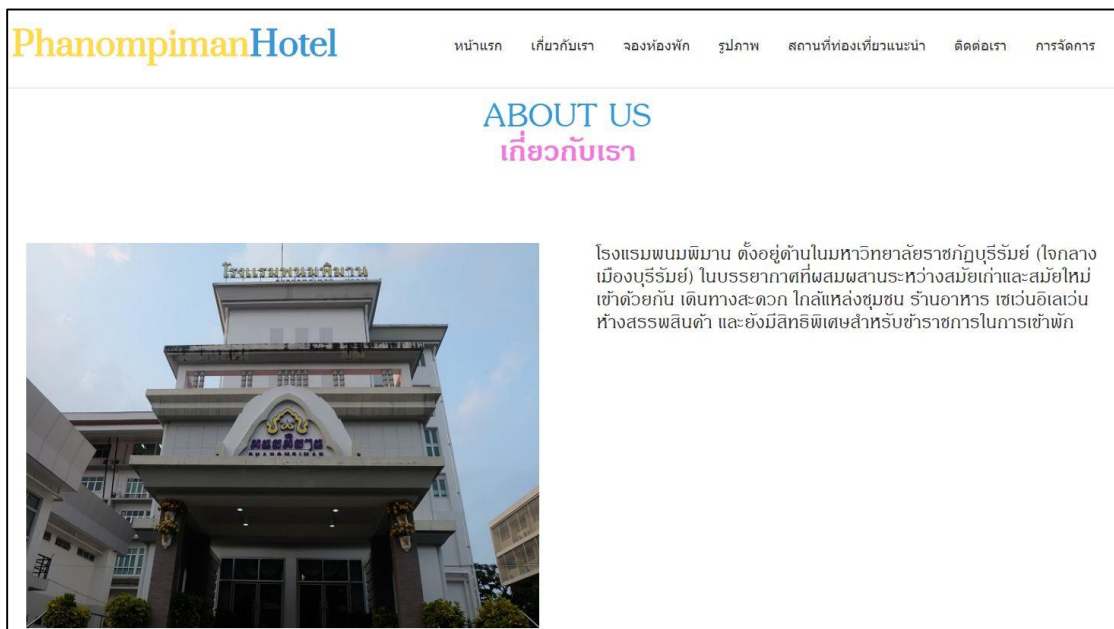 PhanompimanHotel
หน้าแรก เกี่ยวกับเรา จองห้องพัก รูปภาพ สถานที่ท่องเที่ยวแนะนำ ติดต่อเรา การจัดการ
ABOUT US
เกี่ยวกับเรา
โรงแรมพนมพิมาน
พนมพิมาน
PHANOMPIMAN
โรงแรมพนมพิมาน ตั้งอยู่ด้านในมหาวิทยาลัยราชภัฏบุรีรัมย์ (ใจกลาง
เมืองบุรีรัมย์) ในบรรยากาศที่ผสมผสานระหว่างสมัยเก่าและสมัยใหม่
เข้าด้วยกัน เดินทางสะดวก ใกล้แหล่งชุมชน ร้านอาหาร เซเว่นอิเลเว่น
ห้างสรรพสินค้า และยังมีสิทธิพิเศษสำหรับข้าราชการในการเข้าพัก